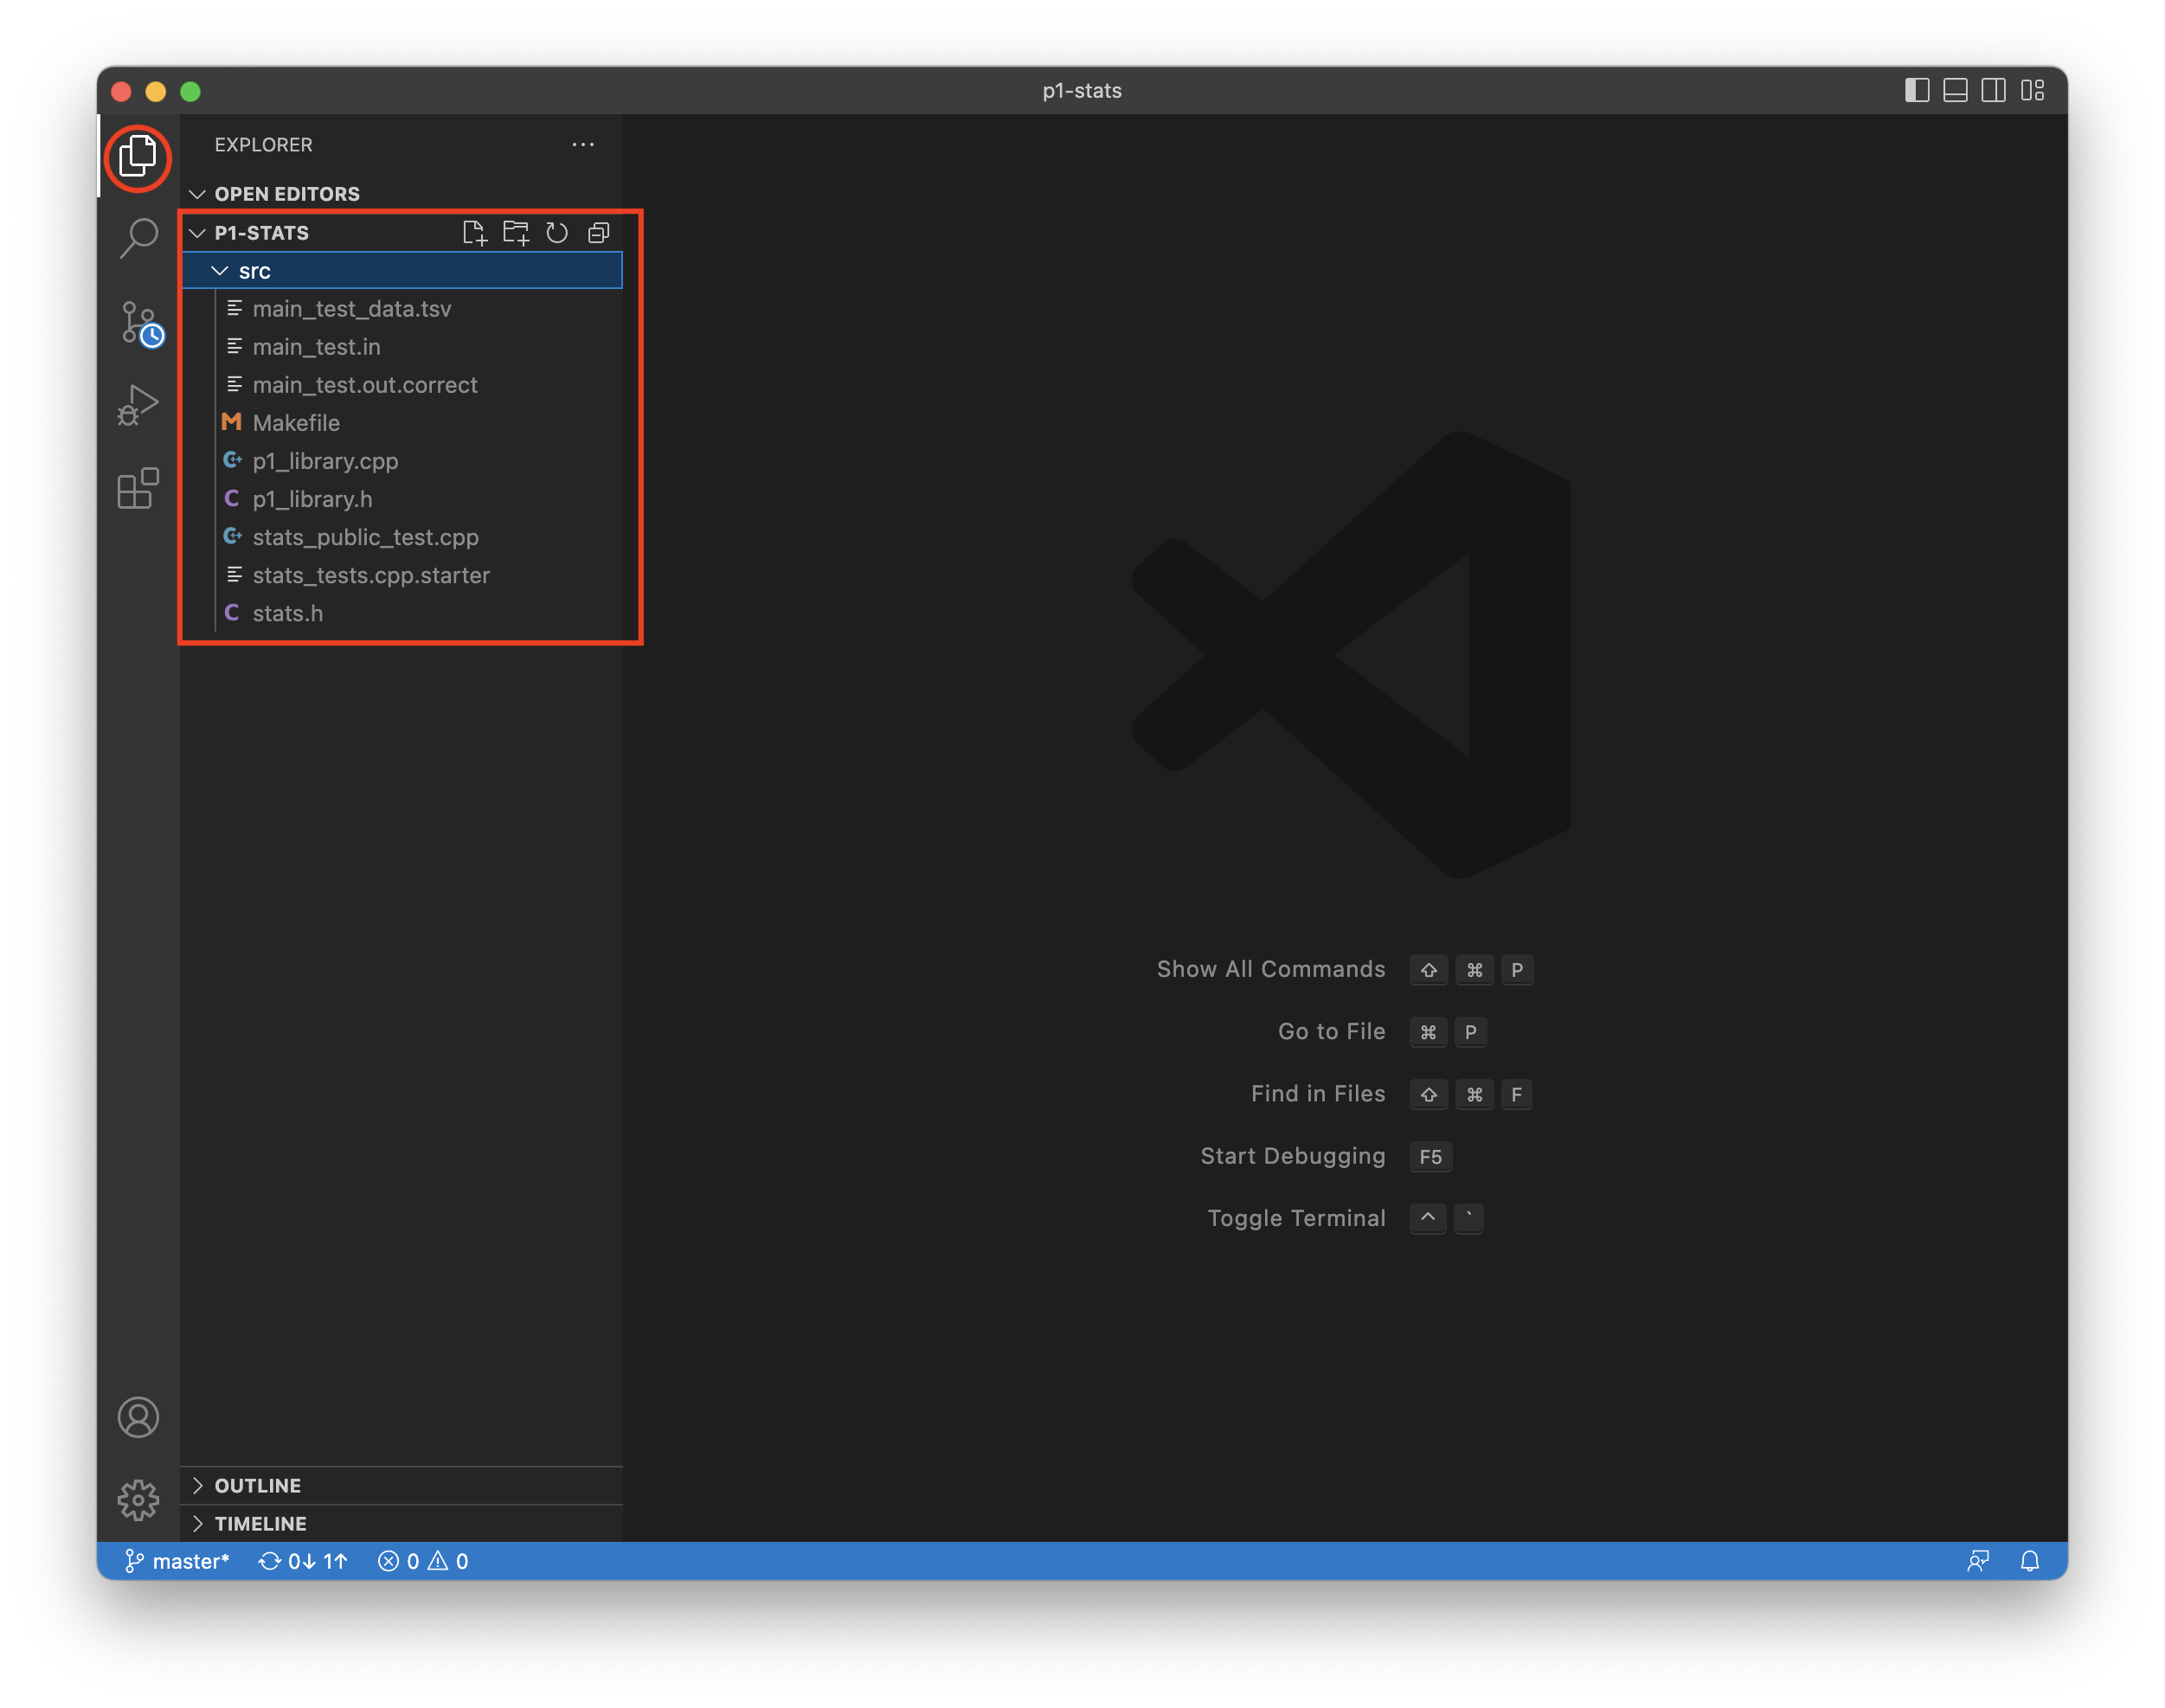 p1-stats
EXPLORER
OPEN EDITORS
P1-STATS
src
main_test_data.tsv
main_test.in
main_test.out.correct
M Makefile
C++ p1_library.cpp
C p1_library.h
C++ stats_public_test.cpp
stats_tests.cpp.starter
C stats.h
Show All Commands ⇧ ⌘ P
Go to File ⌘ P
Find in Files ⇧ ⌘ F
Start Debugging F5
Toggle Terminal ^ `
OUTLINE
TIMELINE
master* 0↓ 1↑ 0 0